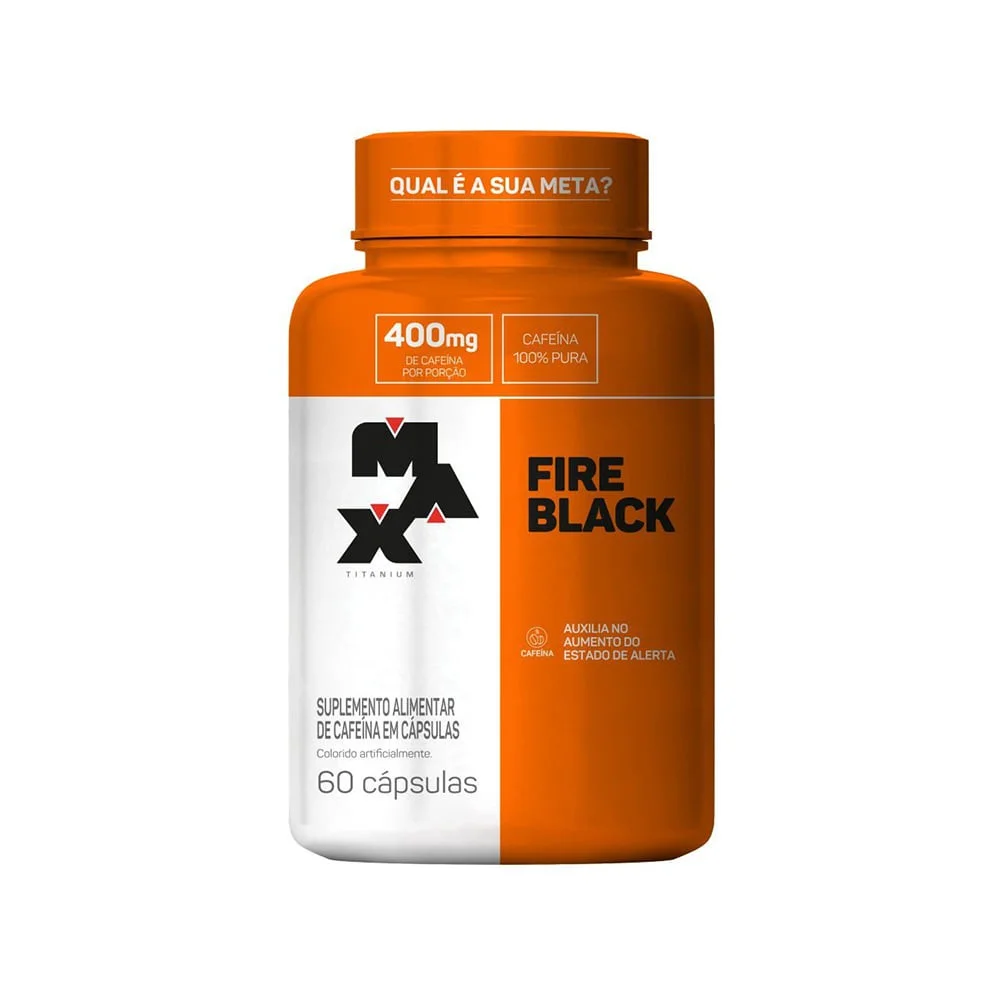 QUAL É A SUA META?
400mg
DE CAFEÍNA
POR PORÇÃO
CAFEÍNA
100% PURA
MAX
TITANIUM
FIRE
BLACK
CAFEÍNA
AUXILIA NO
AUMENTO DO
ESTADO DE ALERTA
SUPLEMENTO ALIMENTAR
DE CAFEÍNA EM CÁPSULAS
Colorido artificialmente.
60 cápsulas